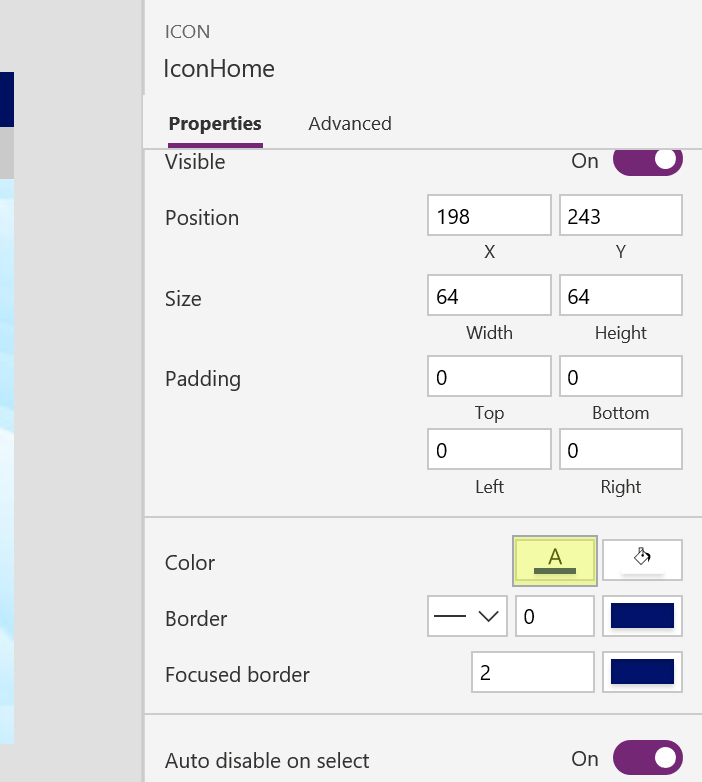 ICON
IconHome
Properties Advanced
Visible On
Position 198 243
X Y
Size 64 64
Width Height
Padding 0 0
Top Bottom
0 0
Left Right
Color A
Border 0
Focused border 2
Auto disable on select On